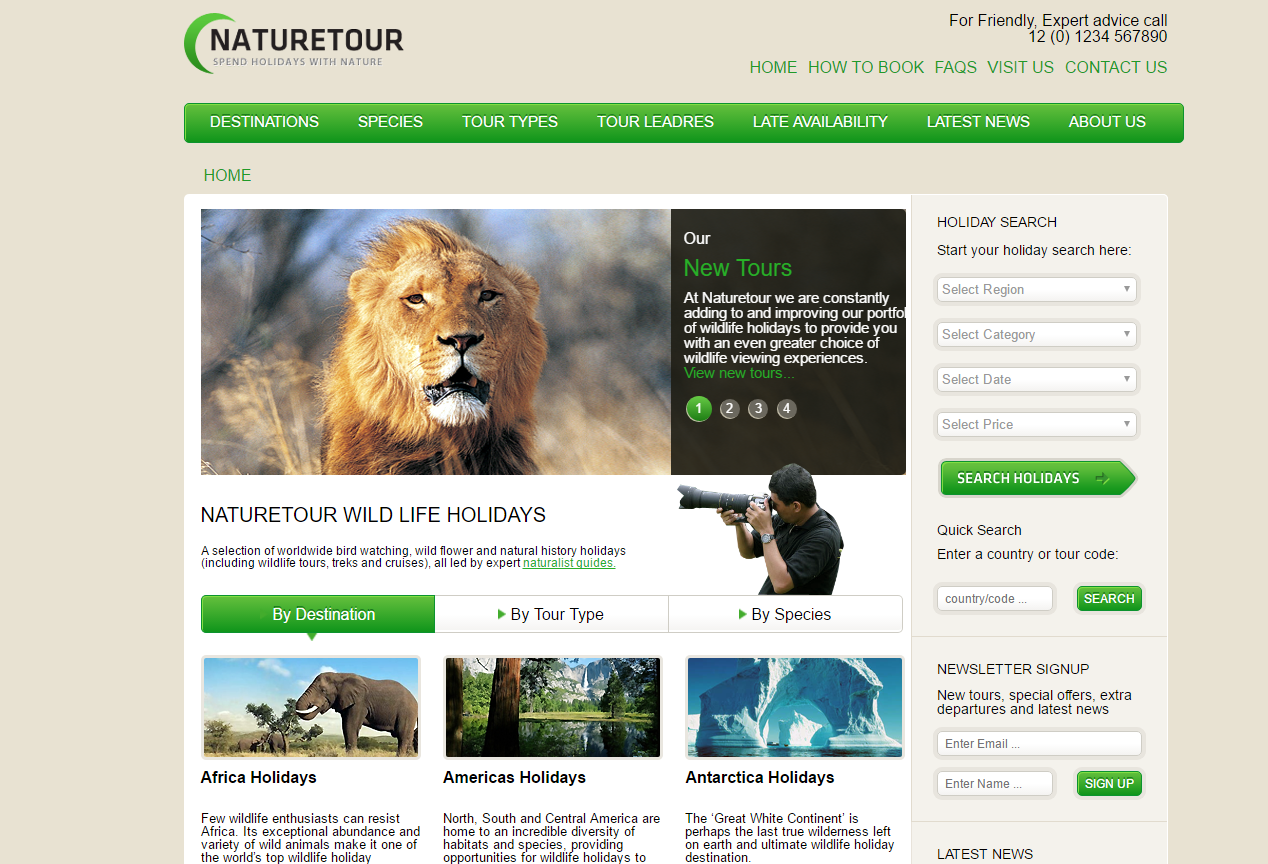 NATURETOUR
SPEND HOLIDAYS WITH NATURE
For Friendly, Expert advice call
12 (0) 1234 567890
HOME HOW TO BOOK FAQS VISIT US CONTACT US
DESTINATIONS SPECIES TOUR TYPES TOUR LEADRES LATE AVAILABILITY LATEST NEWS ABOUT US
HOME
Our
New Tours
At Naturetour we are constantly
adding to and improving our portfol
of wildlife holidays to provide you
with an even greater choice of
wildlife viewing experiences.
View new tours...
1 2 3 4
NATURETOUR WILD LIFE HOLIDAYS
A selection of worldwide bird watching, wild flower and natural history holidays
(including wildlife tours, treks and cruises), all led by expert naturalist guides.
By Destination By Tour Type By Species
Africa Holidays
Few wildlife enthusiasts can resist
Africa. Its exceptional abundance and
variety of wild animals make it one of
the world's top wildlife holiday
Americas Holidays
North, South and Central America are
home to an incredible diversity of
habitats and species, providing
opportunities for wildlife holidays to
Antarctica Holidays
The ‘Great White Continent’ is
perhaps the last true wilderness left
on earth and ultimate wildlife holiday
destination.
HOLIDAY SEARCH
Start your holiday search here:
Select Region
Select Category
Select Date
Select Price
SEARCH HOLIDAYS
Quick Search
Enter a country or tour code:
country/code ... SEARCH
NEWSLETTER SIGNUP
New tours, special offers, extra
departures and latest news
Enter Email ...
Enter Name ... SIGN UP
LATEST NEWS